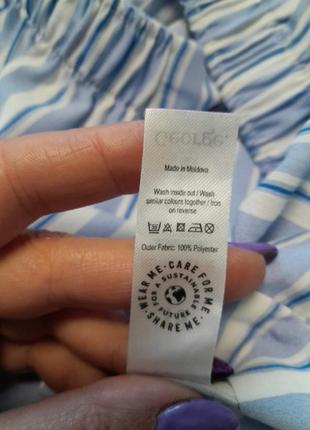 George.
Made in Moldova
Wash inside out / Wash
similar colours together / Iron
on reverse
Outer Fabric: 100% Polyester
WEAR ME • CARE FOR ME • SHARE ME •
FOR A SUSTAINABLE FUTURE